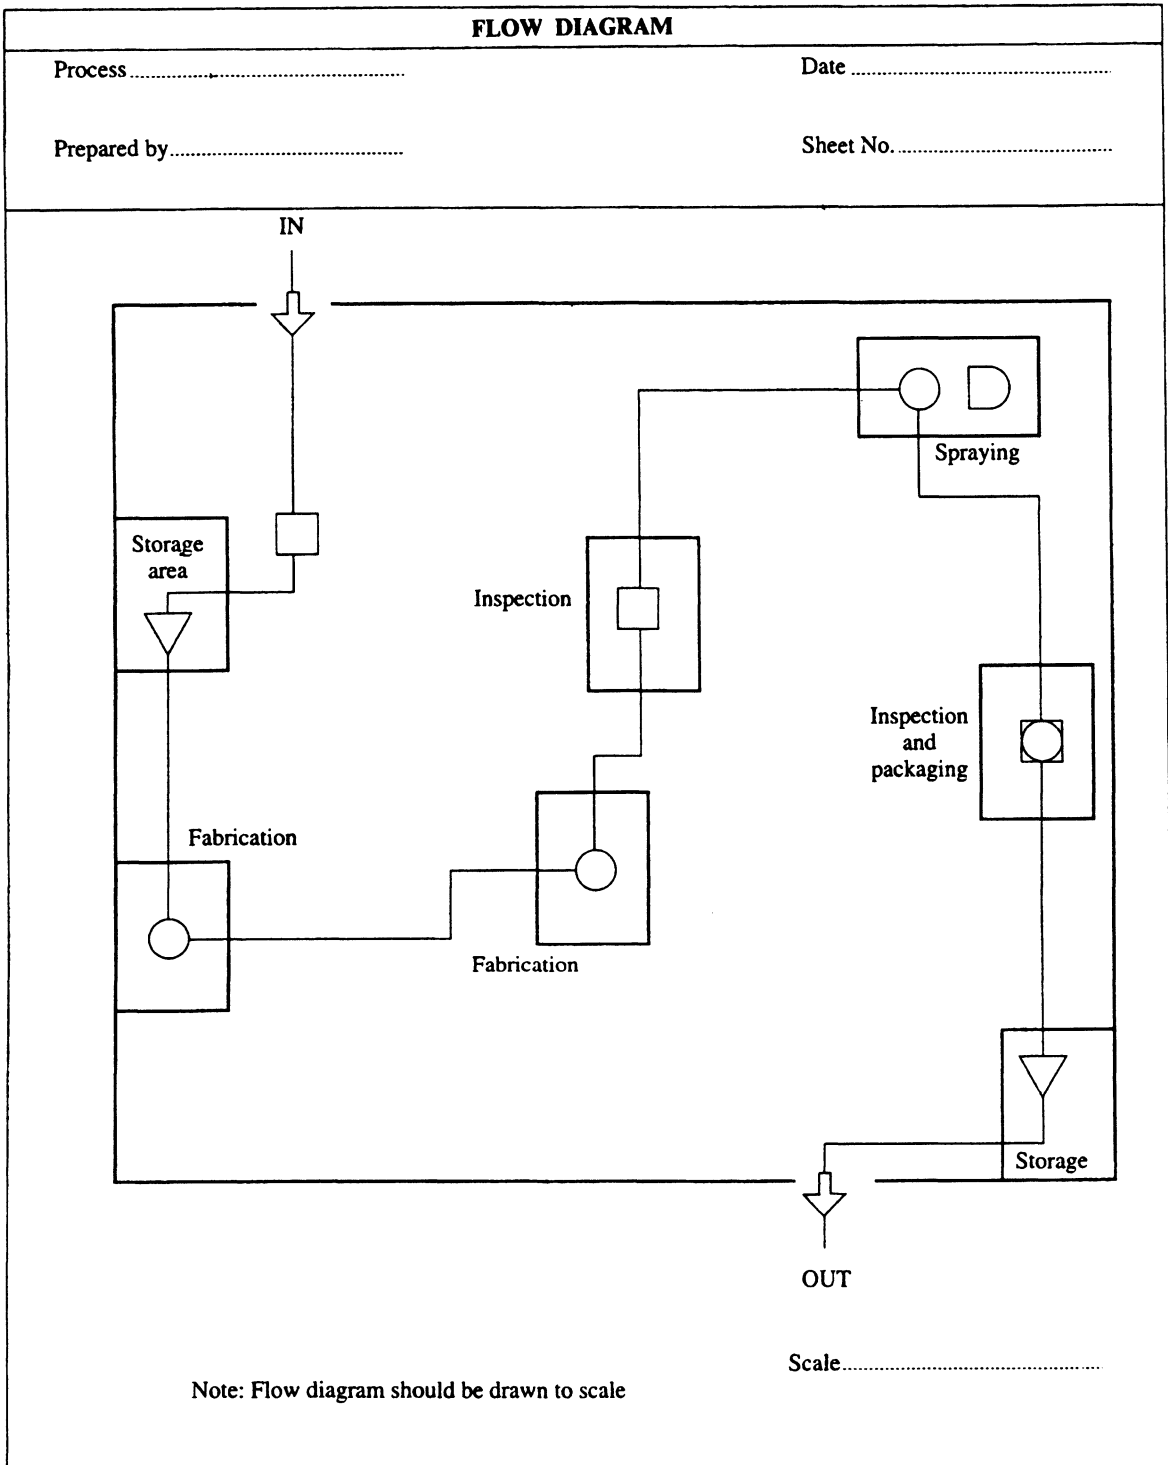 FLOW DIAGRAM
Process
Date
Prepared by
Sheet No.
IN
Spraying
Storage
area
Inspection
Inspection
and
packaging
Fabrication
Fabrication
Storage
OUT
Scale
Note: Flow diagram should be drawn to scale